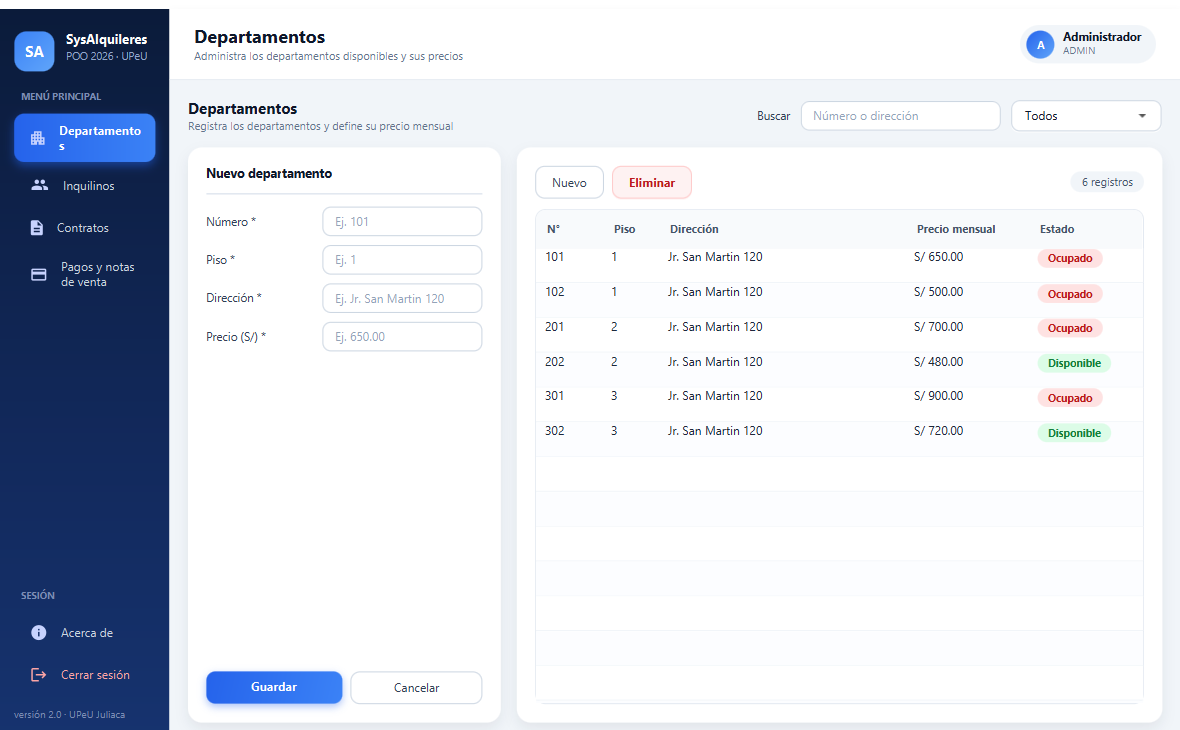 SA
SysAlquileres
POO 2026 · UPeU
MENÚ PRINCIPAL
Departamento
s
Inquilinos
Contratos
Pagos y notas
de venta
SESIÓN
Acerca de
Cerrar sesión
versión 2.0 · UPeU Juliaca
Departamentos
Administra los departamentos disponibles y sus precios
A
Administrador
ADMIN
Departamentos
Registra los departamentos y define su precio mensual
Buscar
Número o dirección
Todos
Nuevo departamento
Número *
Ej. 101
Piso *
Ej. 1
Dirección *
Ej. Jr. San Martin 120
Precio (S/) *
Ej. 650.00
Guardar
Cancelar
Nuevo
Eliminar
6 registros
N° Piso Dirección Precio mensual Estado
101 1 Jr. San Martin 120 S/ 650.00 Ocupado
102 1 Jr. San Martin 120 S/ 500.00 Ocupado
201 2 Jr. San Martin 120 S/ 700.00 Ocupado
202 2 Jr. San Martin 120 S/ 480.00 Disponible
301 3 Jr. San Martin 120 S/ 900.00 Ocupado
302 3 Jr. San Martin 120 S/ 720.00 Disponible